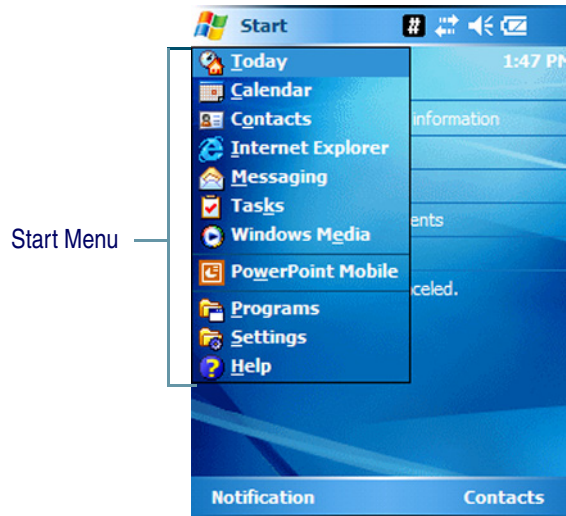 Start
#
Today
1:47 PM
Calendar
Contacts
information
Internet Explorer
Messaging
Tasks
ents
Start Menu
Windows Media
PowerPoint Mobile
celed.
Programs
Settings
? Help
Notification
Contacts